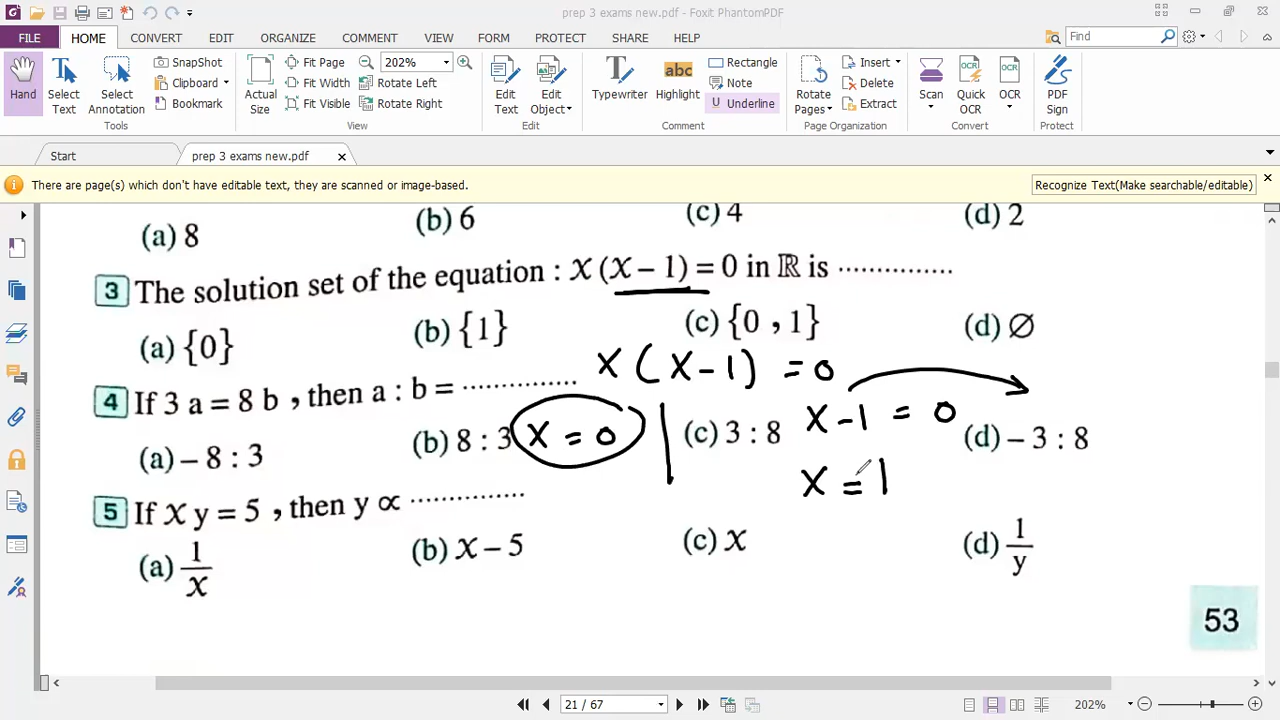 prep 3 exams new.pdf - Foxit PhantomPDF
FILE HOME CONVERT EDIT ORGANIZE COMMENT VIEW FORM PROTECT SHARE HELP Find
Hand Select Text Select Annotation SnapShot Clipboard Bookmark Tools
Actual Size Fit Page Fit Width Fit Visible 202% Rotate Left Rotate Right View
Edit Text Edit Object Edit
Typewriter Highlight Rectangle Note Underline Comment
Rotate Pages Insert Delete Extract Page Organization
Scan Quick OCR OCR Convert
PDF Sign Protect
Start prep 3 exams new.pdf
There are page(s) which don't have editable text, they are scanned or image-based. Recognize Text(Make searchable/editable)
(a) 8 (b) 6 (c) 4 (d) 2
3 The solution set of the equation : x (x – 1) = 0 in ℝ is ...............
(a) {0} (b) {1} (c) {0 , 1} (d) ∅
x (x-1) = 0
4 If 3 a = 8 b , then a : b = ...............
x = 0 x-1 = 0
(a) – 8 : 3 (b) 8 : 3 (c) 3 : 8 (d) – 3 : 8
x = 1
5 If x y = 5 , then y ∝ ...............
(a) 1/x (b) x – 5 (c) x (d) 1/y
53
21 / 67 202%